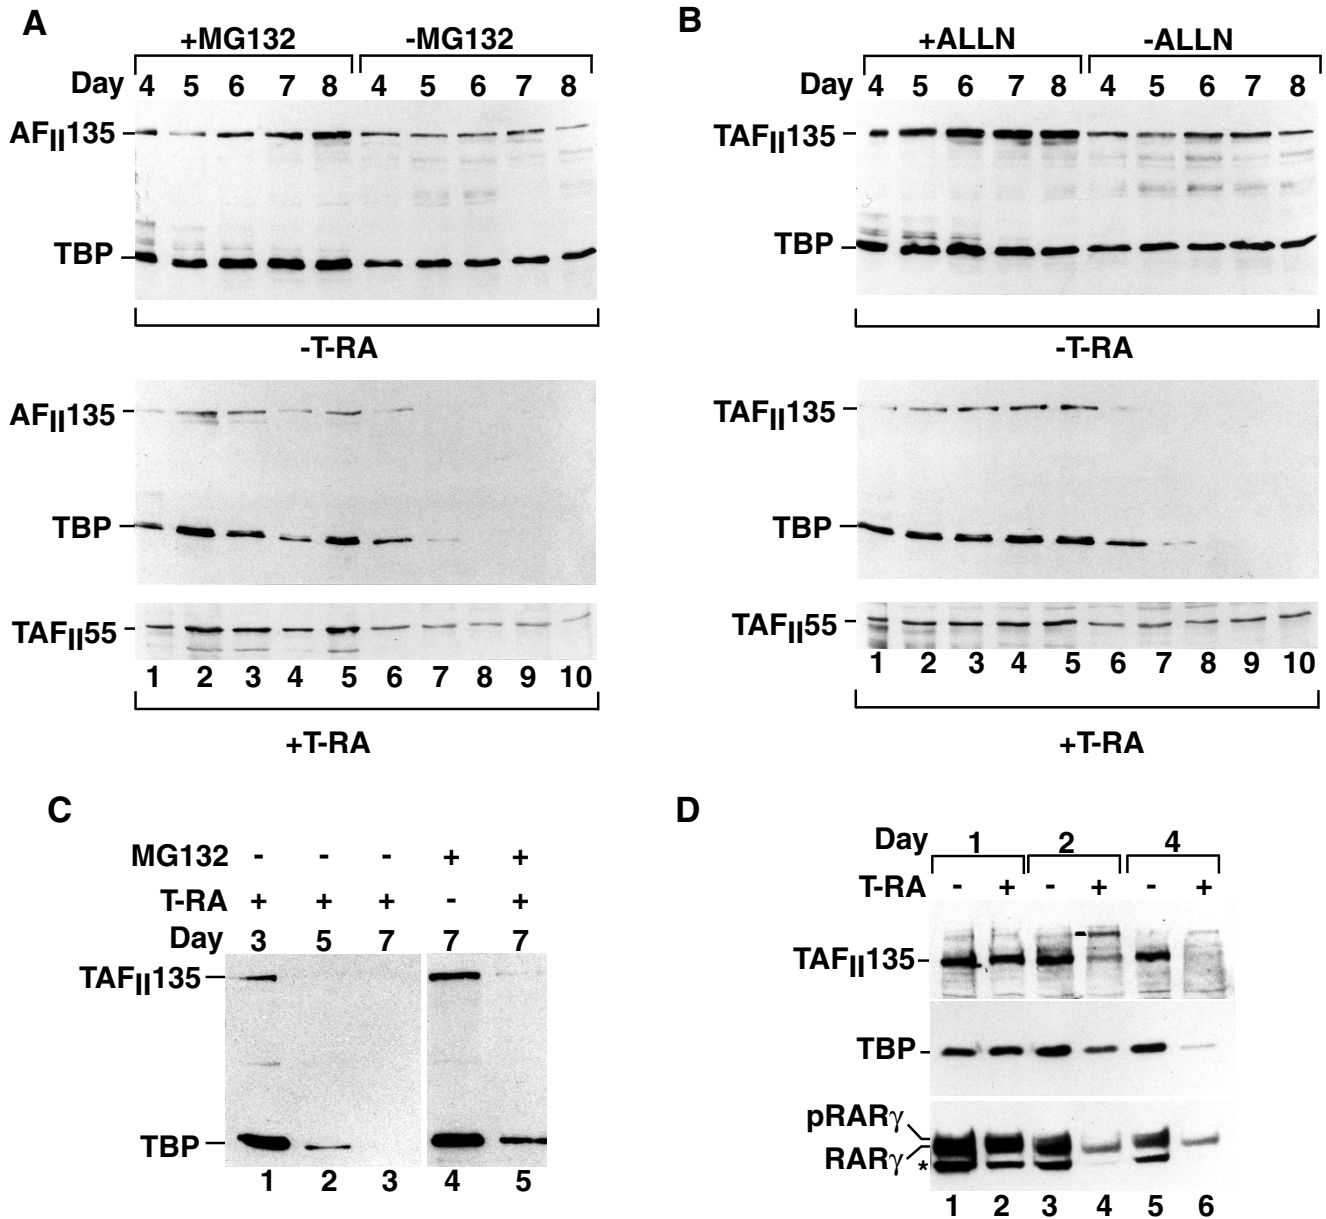 A
+MG132 -MG132
Day 4 5 6 7 8 4 5 6 7 8
AFII135
TBP
-T-RA
AFII135
TBP
TAFII55
1 2 3 4 5 6 7 8 9 10
+T-RA
B
+ALLN -ALLN
Day 4 5 6 7 8 4 5 6 7 8
TAFII135
TBP
-T-RA
TAFII135
TBP
TAFII55
1 2 3 4 5 6 7 8 9 10
+T-RA
C
MG132 - - - + +
T-RA + + + - +
Day 3 5 7 7 7
TAFII135
TBP
1 2 3 4 5
D
Day 1 2 4
T-RA - + - + - +
TAFII135
TBP
pRARγ
RARγ
*
1 2 3 4 5 6